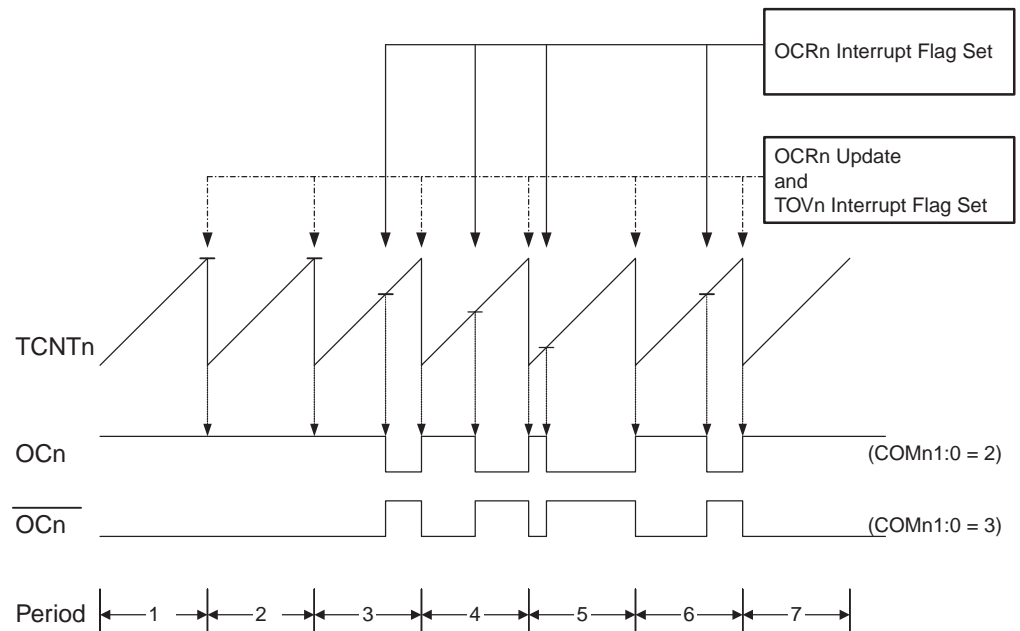 OCRn Interrupt Flag Set
OCRn Update
and
TOVn Interrupt Flag Set
TCNTn
OCn
(COMn1:0 = 2)
OCn
(COMn1:0 = 3)
Period
1
2
3
4
5
6
7